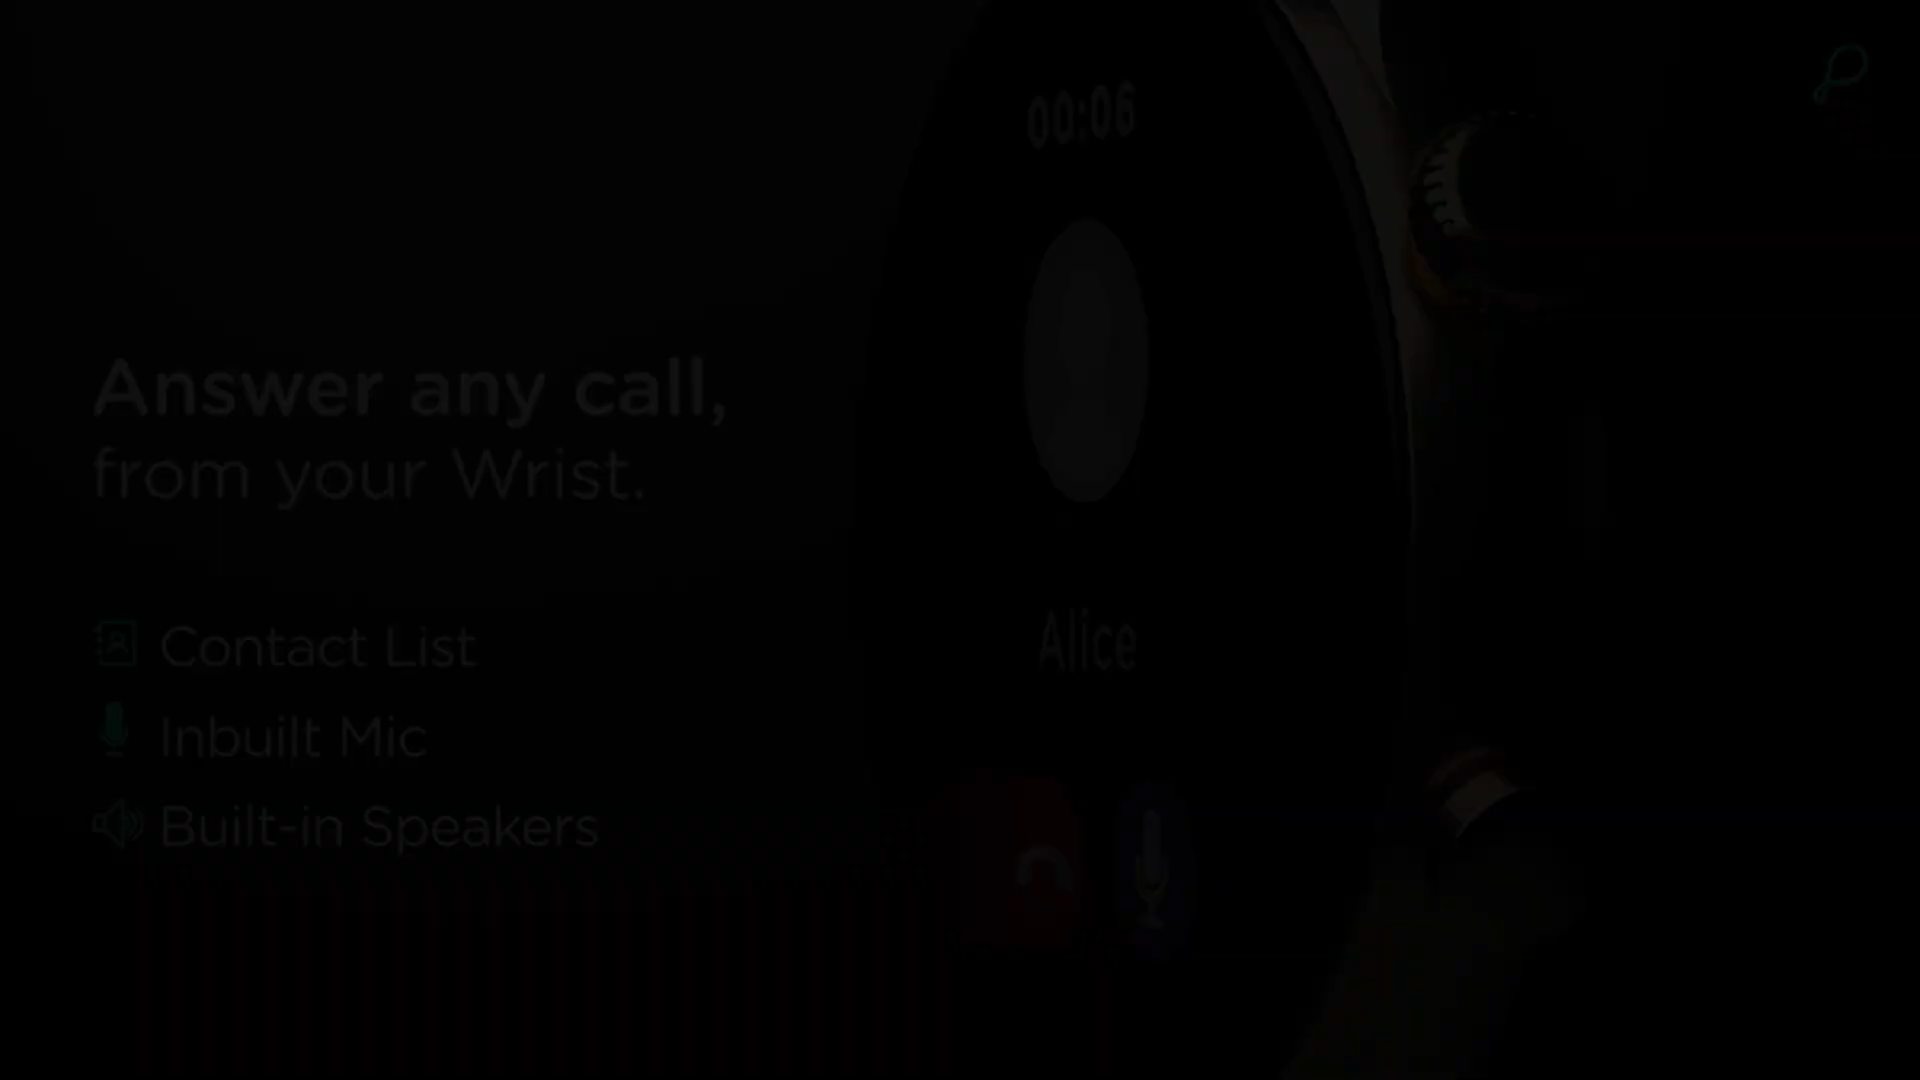 Answer any call,
from your Wrist.
Contact List
Inbuilt Mic
Built-in Speakers
00:06
Alice